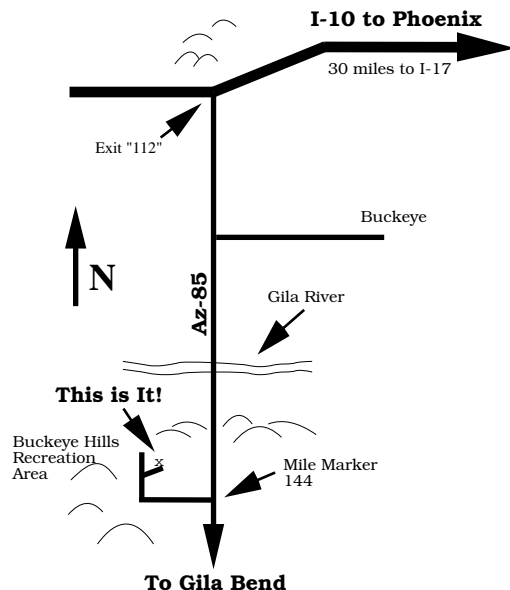 I-10 to Phoenix
30 miles to I-17
Exit "112"
Buckeye
N
Az-85
Gila River
This is It!
Buckeye Hills
Recreation
Area
x
Mile Marker
144
To Gila Bend